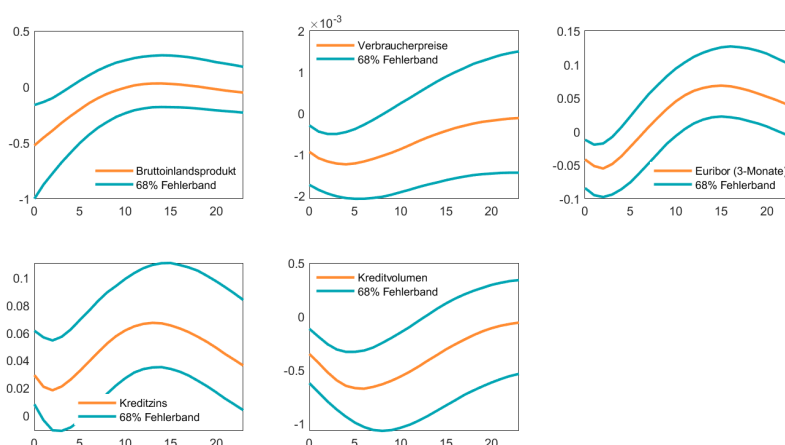 0.5
0
-0.5
-1
0 5 10 15 20
Bruttoinlandsprodukt
68% Fehlerband
×10⁻³
2
1
0
-1
-2
0 5 10 15 20
Verbraucherpreise
68% Fehlerband
0.15
0.1
0.05
0
-0.05
-0.1
0 5 10 15 20
Euribor (3-Monate)
68% Fehlerband
0.1
0.08
0.06
0.04
0.02
0
0 5 10 15 20
Kreditzins
68% Fehlerband
0.5
0
-0.5
-1
0 5 10 15 20
Kreditvolumen
68% Fehlerband